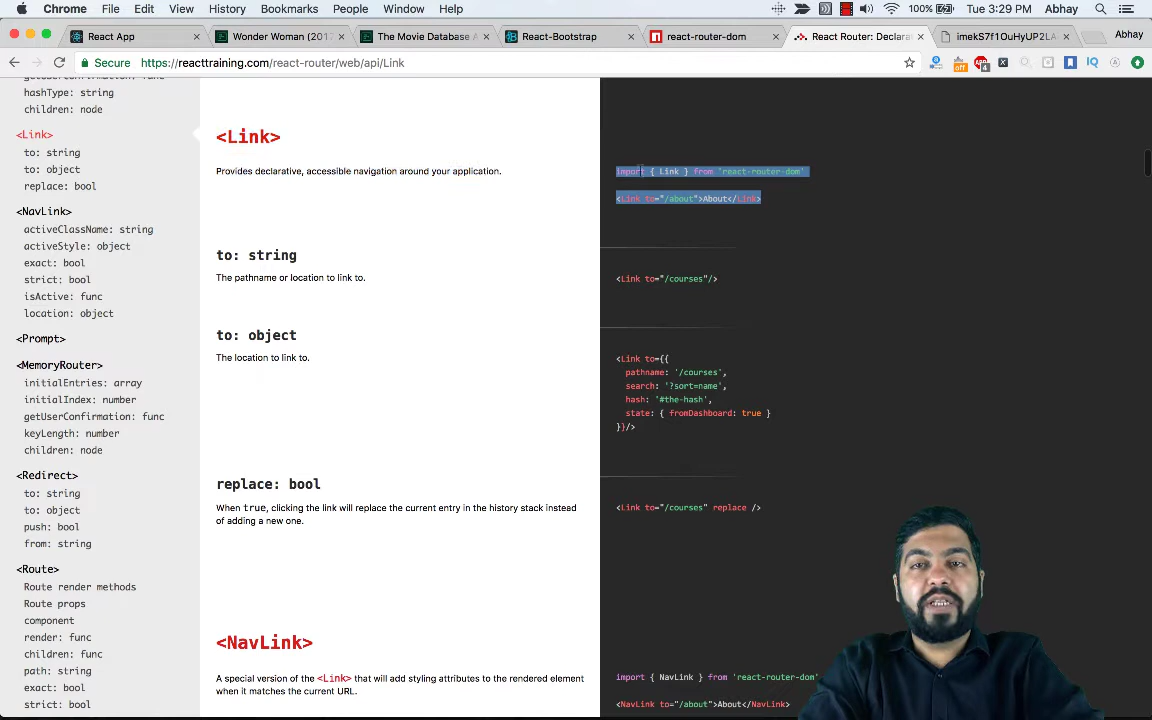 Chrome File Edit View History Bookmarks People Window Help 100% Tue 3:29 PM Abhay
React App Wonder Woman (201 The Movie Database A React-Bootstrap react-router-dom React Router: Declarat imekS7f1OuHyUP2LA Abhay
Secure https://reacttraining.com/react-router/web/api/Link
getUserConfirmation: func
hashType: string
children: node
<Link>
to: string
to: object
replace: bool
<NavLink>
activeClassName: string
activeStyle: object
exact: bool
strict: bool
isActive: func
location: object
<Prompt>
<MemoryRouter>
initialEntries: array
initialIndex: number
getUserConfirmation: func
keyLength: number
children: node
<Redirect>
to: string
to: object
push: bool
from: string
<Route>
Route render methods
Route props
component
render: func
children: func
path: string
exact: bool
strict: bool
<Link>
Provides declarative, accessible navigation around your application.
to: string
The pathname or location to link to.
to: object
The location to link to.
replace: bool
When true, clicking the link will replace the current entry in the history stack instead
of adding a new one.
<NavLink>
A special version of the <Link> that will add styling attributes to the rendered element
when it matches the current URL.
import { Link } from 'react-router-dom'
<Link to="/about">About</Link>
<Link to="/courses"/>
<Link to={{
pathname: '/courses',
search: '?sort=name',
hash: '#the-hash',
state: { fromDashboard: true }
}}/>
<Link to="/courses" replace />
import { NavLink } from 'react-router-dom'
<NavLink to="/about">About</NavLink>